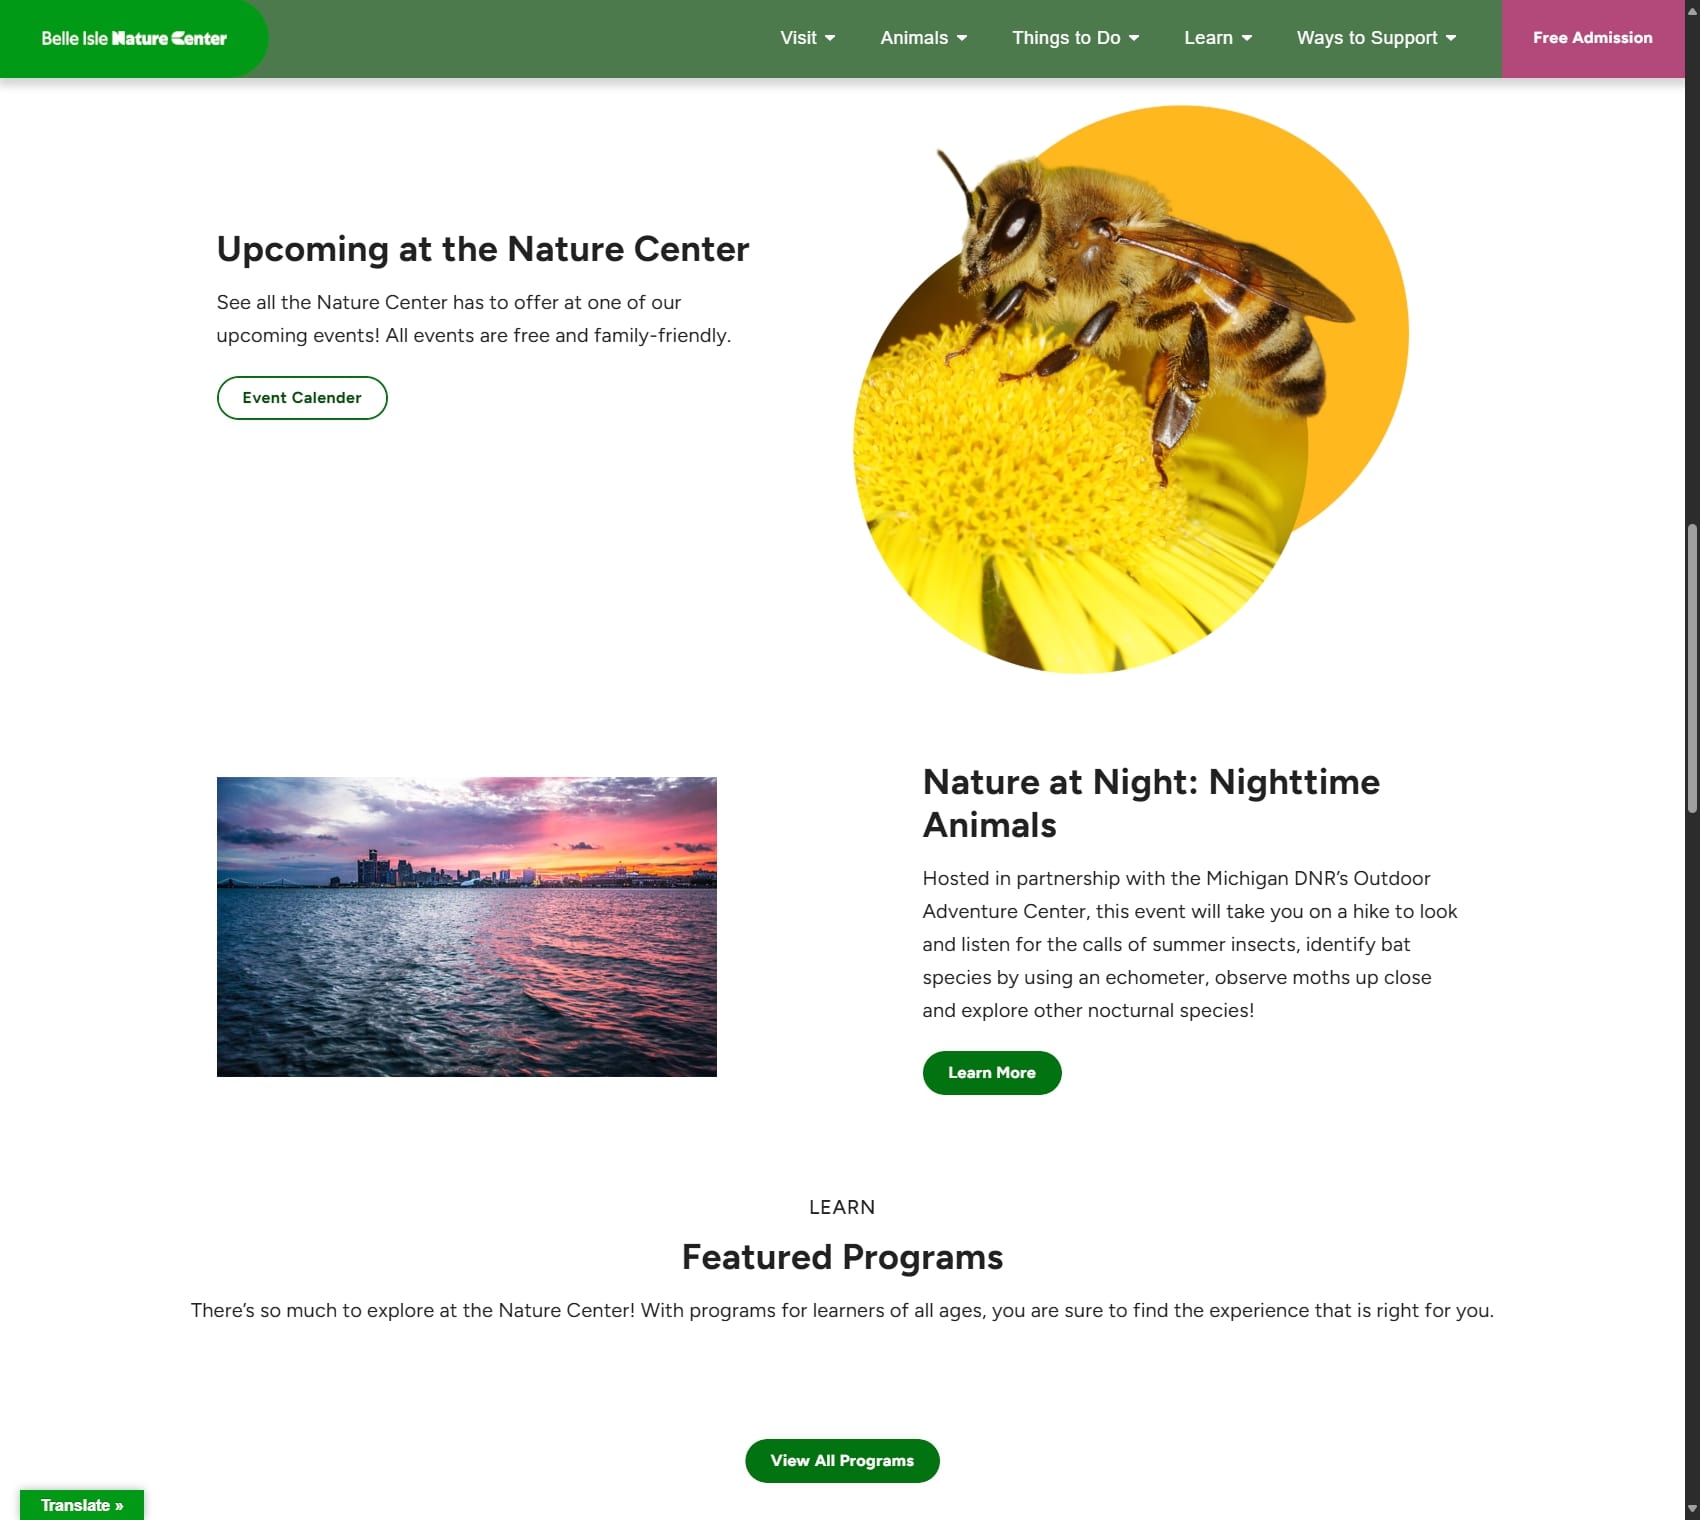 Belle Isle Nature Center
Visit
Animals
Things to Do
Learn
Ways to Support
Free Admission
Upcoming at the Nature Center
See all the Nature Center has to offer at one of our
upcoming events! All events are free and family-friendly.
Event Calender
Nature at Night: Nighttime
Animals
Hosted in partnership with the Michigan DNR’s Outdoor
Adventure Center, this event will take you on a hike to look
and listen for the calls of summer insects, identify bat
species by using an echometer, observe moths up close
and explore other nocturnal species!
Learn More
LEARN
Featured Programs
There’s so much to explore at the Nature Center! With programs for learners of all ages, you are sure to find the experience that is right for you.
View All Programs
Translate »